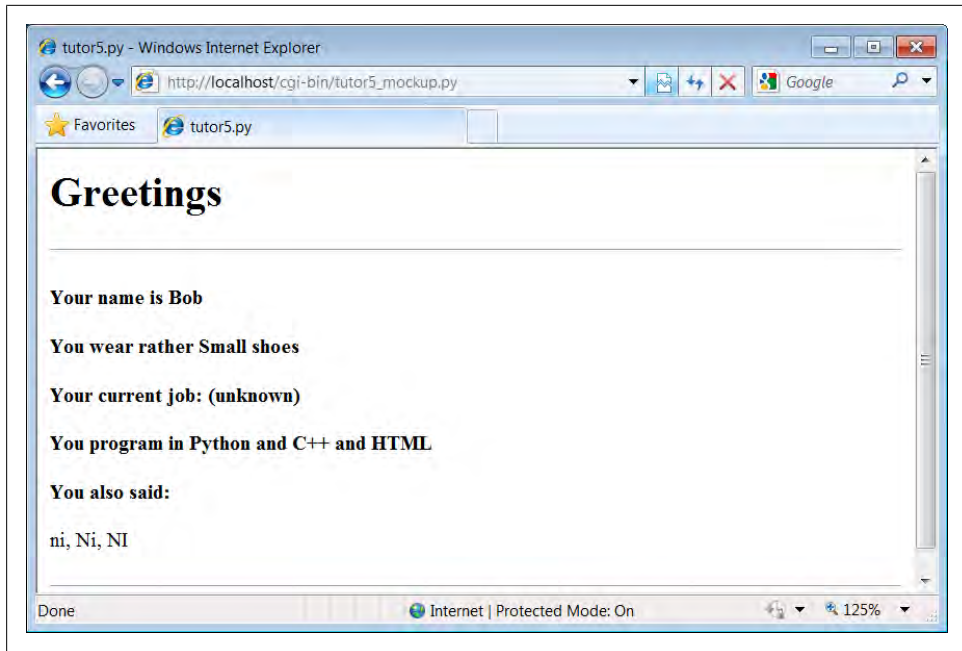 tutor5.py - Windows Internet Explorer
http://localhost/cgi-bin/tutor5_mockup.py
Google
Favorites
tutor5.py
Greetings
Your name is Bob
You wear rather Small shoes
Your current job: (unknown)
You program in Python and C++ and HTML
You also said:
ni, Ni, NI
Done
Internet | Protected Mode: On
125%